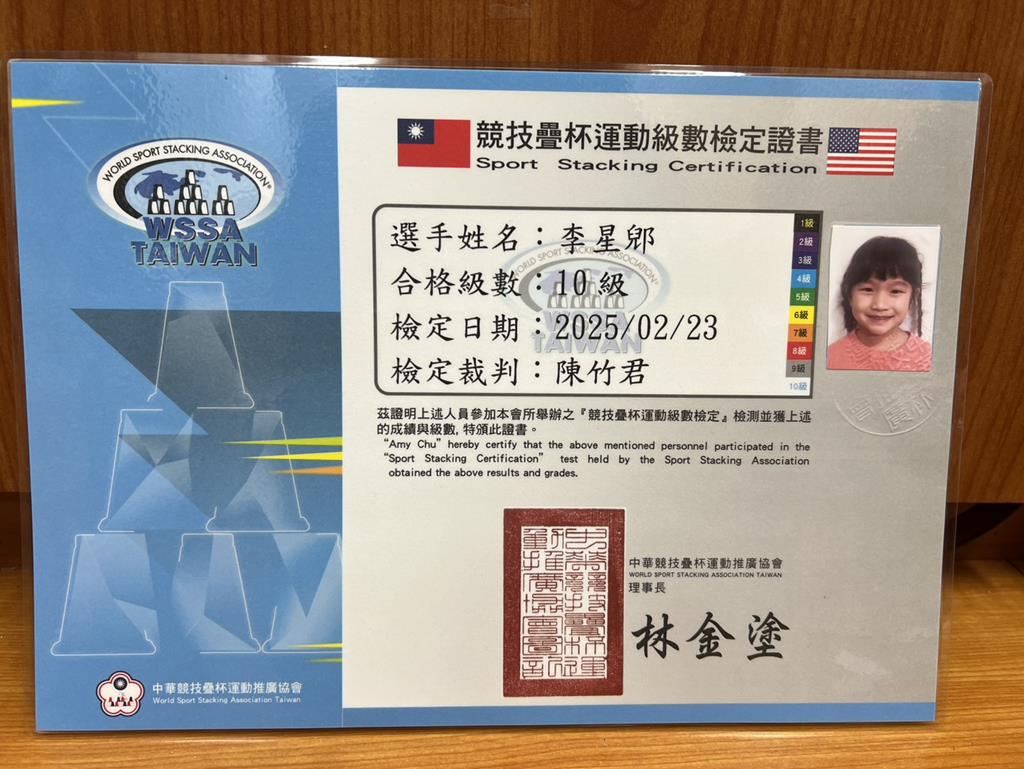 WORLD SPORT STACKING ASSOCIATION®
WSSA
TAIWAN
競技疊杯運動級數檢定證書
Sport Stacking Certification
選手姓名：李星郋
合格級數：10級
檢定日期：2025/02/23
檢定裁判：陳竹君
1級
2級
3級
4級
5級
6級
7級
8級
9級
10級
茲證明上述人員參加本會所舉辦之『競技疊杯運動級數檢定』檢測並獲上述
的成績與級數, 特頒此證書。
“Amy Chu” hereby certify that the above mentioned personnel participated in the
“Sport Stacking Certification” test held by the Sport Stacking Association
obtained the above results and grades.
中華競技疊杯運動推廣協會
WORLD SPORT STACKING ASSOCIATION TAIWAN
理事長
林金塗
中華競技疊杯運動推廣協會
World Sport Stacking Association Taiwan